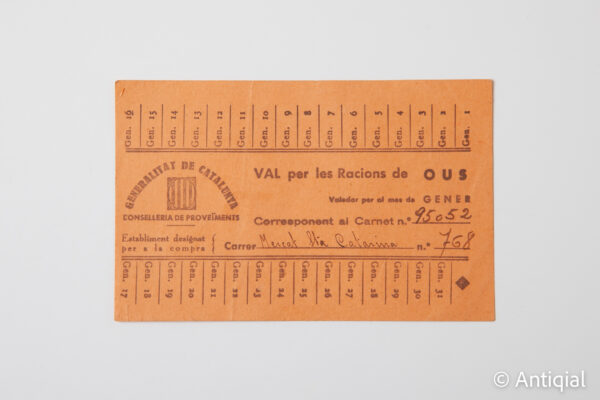 Gen. 16 Gen. 15 Gen. 14 Gen. 13 Gen. 12 Gen. 11 Gen. 10 Gen. 9 Gen. 8 Gen. 7 Gen. 6 Gen. 5 Gen. 4 Gen. 3 Gen. 2 Gen. 1
GENERALITAT DE CATALUNYA
CONSELLERIA DE PROVEÏMENTS
VAL per les Racions de OUS
Valedor per al mes de GENER
Corresponent al Carnet n.º 95052
Establiment designat
per a la compra
Carrer Mercat Sta Catarina n.º 768
Gen. 17 Gen. 18 Gen. 19 Gen. 20 Gen. 21 Gen. 22 Gen. 23 Gen. 24 Gen. 25 Gen. 26 Gen. 27 Gen. 28 Gen. 29 Gen. 30 Gen. 31
© Antiqial